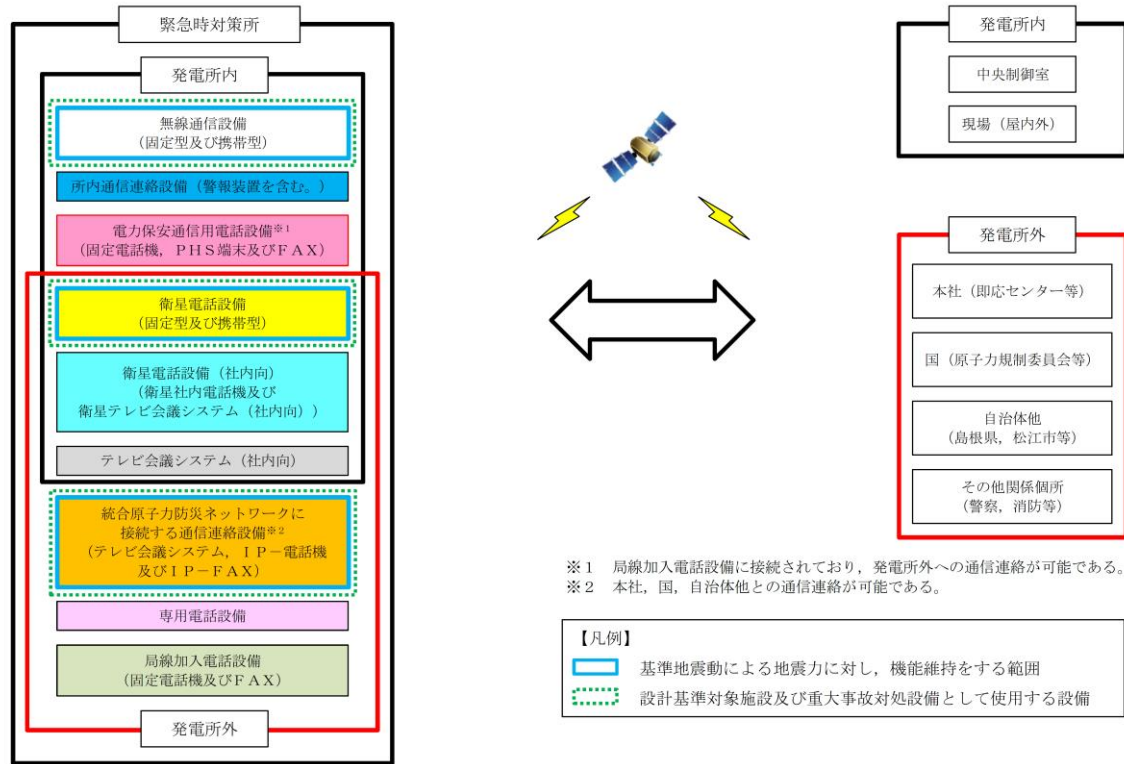 緊急時対策所
発電所内
無線通信設備
(固定型及び携帯型)
所内通信連絡設備(警報装置を含む。)
電力保安通信用電話設備※1
(固定電話機,PHS端末及びFAX)
衛星電話設備
(固定型及び携帯型)
衛星電話設備(社内向)
(衛星社内電話機及び
衛星テレビ会議システム(社内向))
テレビ会議システム(社内向)
統合原子力防災ネットワークに
接続する通信連絡設備※2
(テレビ会議システム,IP-電話機
及びIP-FAX)
専用電話設備
局線加入電話設備
(固定電話機及びFAX)
発電所外
発電所内
中央制御室
現場(屋内外)
発電所外
本社(即応センター等)
国(原子力規制委員会等)
自治体他
(島根県,松江市等)
その他関係個所
(警察,消防等)
※1 局線加入電話設備に接続されており,発電所外への通信連絡が可能である。
※2 本社,国,自治体他との通信連絡が可能である。
【凡例】
基準地震動による地震力に対し,機能維持をする範囲
設計基準対象施設及び重大事故対処設備として使用する設備